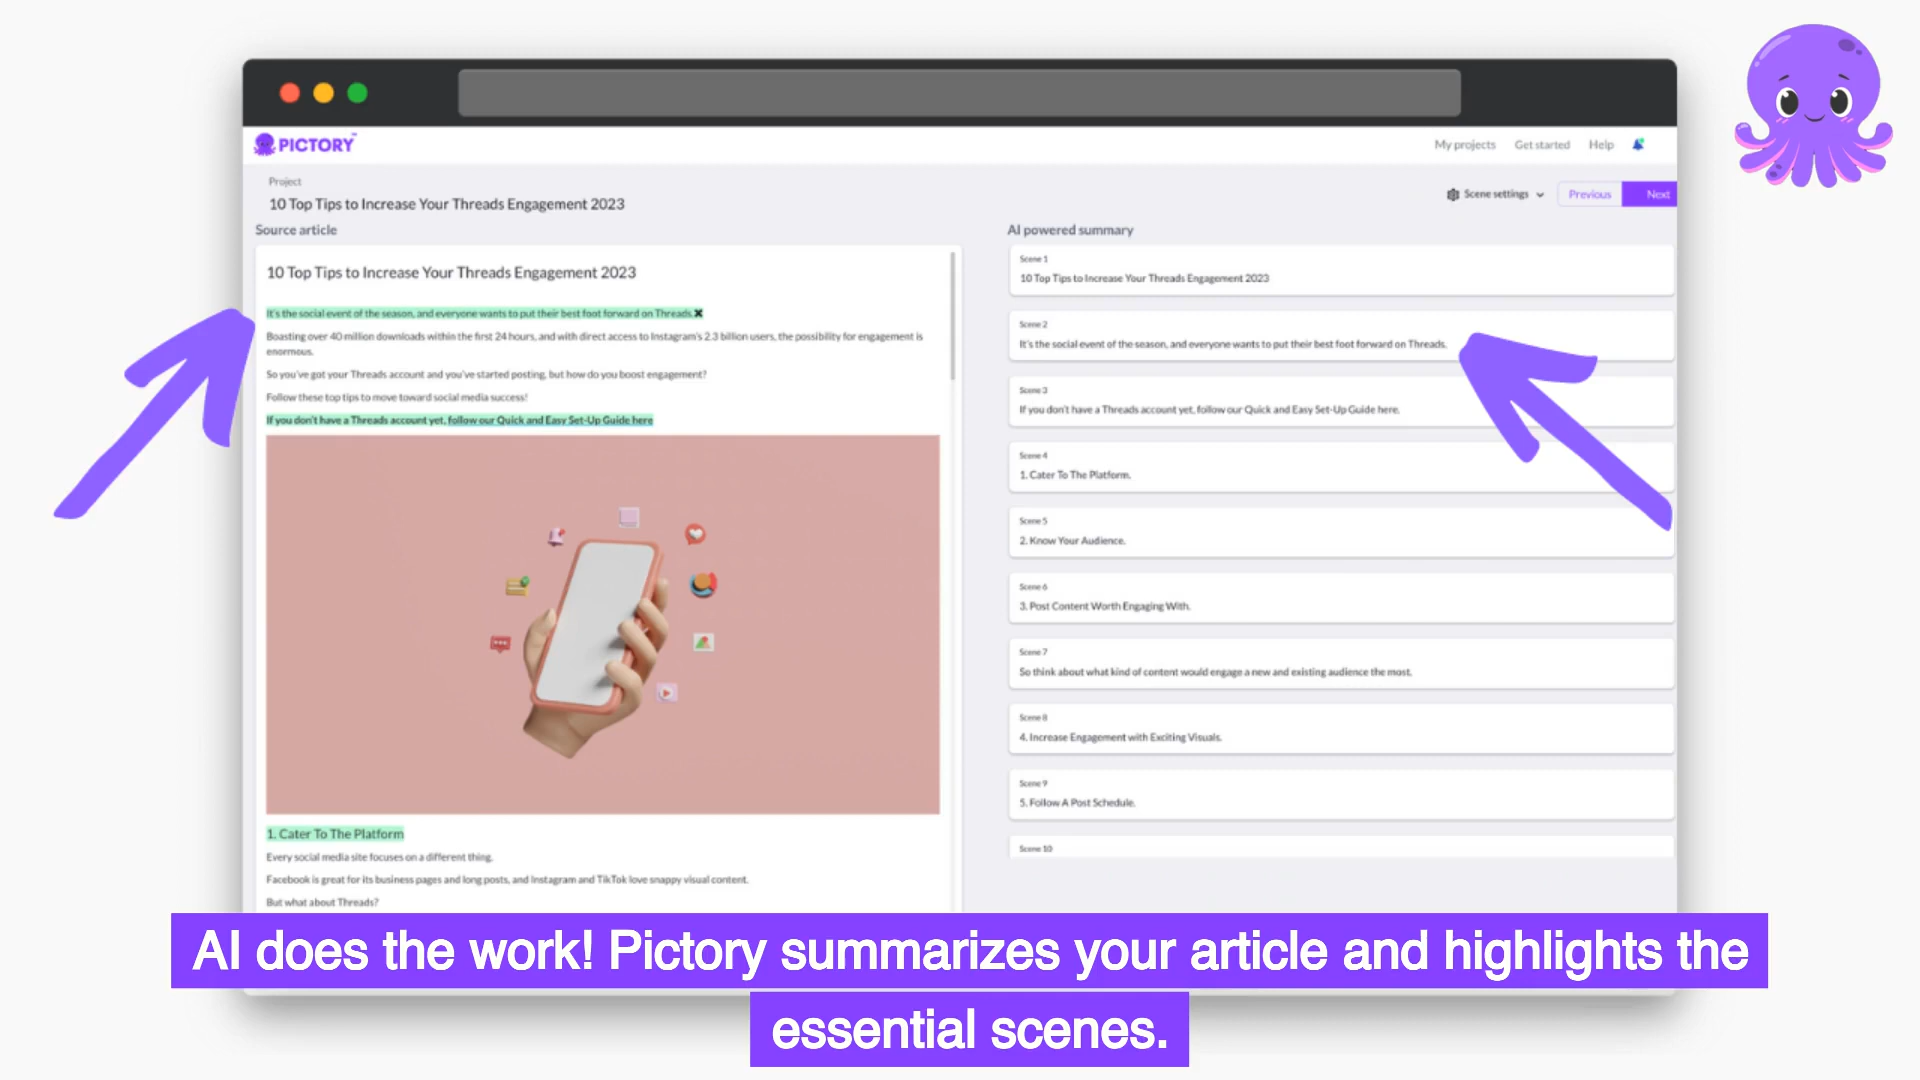 PICTORY
My projects Get started Help
Project
10 Top Tips to Increase Your Threads Engagement 2023
Scene settings Previous Next
Source article
AI powered summary
10 Top Tips to Increase Your Threads Engagement 2023
It's the social event of the season, and everyone wants to put their best foot forward on Threads.
Boasting over 40 million downloads within the first 24 hours, and with direct access to Instagram's 2.3 billion users, the possibility for engagement is
enormous.
So you've got your Threads account and you've started posting, but how do you boost engagement?
Follow these top tips to move toward social media success!
If you don't have a Threads account yet, follow our Quick and Easy Set-Up Guide here
1. Cater To The Platform
Every social media site focuses on a different thing.
Facebook is great for its business pages and long posts, and Instagram and TikTok love snappy visual content.
But what about Threads?
Scene 1
10 Top Tips to Increase Your Threads Engagement 2023
Scene 2
It's the social event of the season, and everyone wants to put their best foot forward on Threads.
Scene 3
If you don't have a Threads account yet, follow our Quick and Easy Set-Up Guide here.
Scene 4
1. Cater To The Platform.
Scene 5
2. Know Your Audience.
Scene 6
3. Post Content Worth Engaging With.
Scene 7
So think about what kind of content would engage a new and existing audience the most.
Scene 8
4. Increase Engagement with Exciting Visuals.
Scene 9
5. Follow A Post Schedule.
Scene 10
AI does the work! Pictory summarizes your article and highlights the
essential scenes.